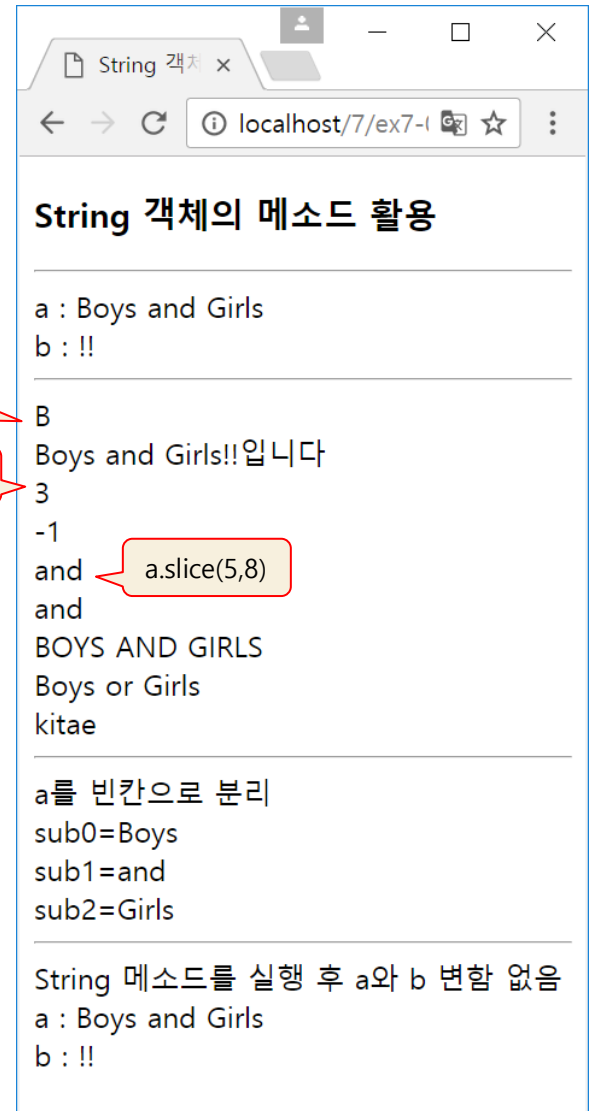 String 객체
localhost/7/ex7-(
String 객체의 메소드 활용
a : Boys and Girls
b : !!
B
Boys and Girls!!입니다
3
-1
and
a.slice(5,8)
and
BOYS AND GIRLS
Boys or Girls
kitae
a를 빈칸으로 분리
sub0=Boys
sub1=and
sub2=Girls
String 메소드를 실행 후 a와 b 변함 없음
a : Boys and Girls
b : !!